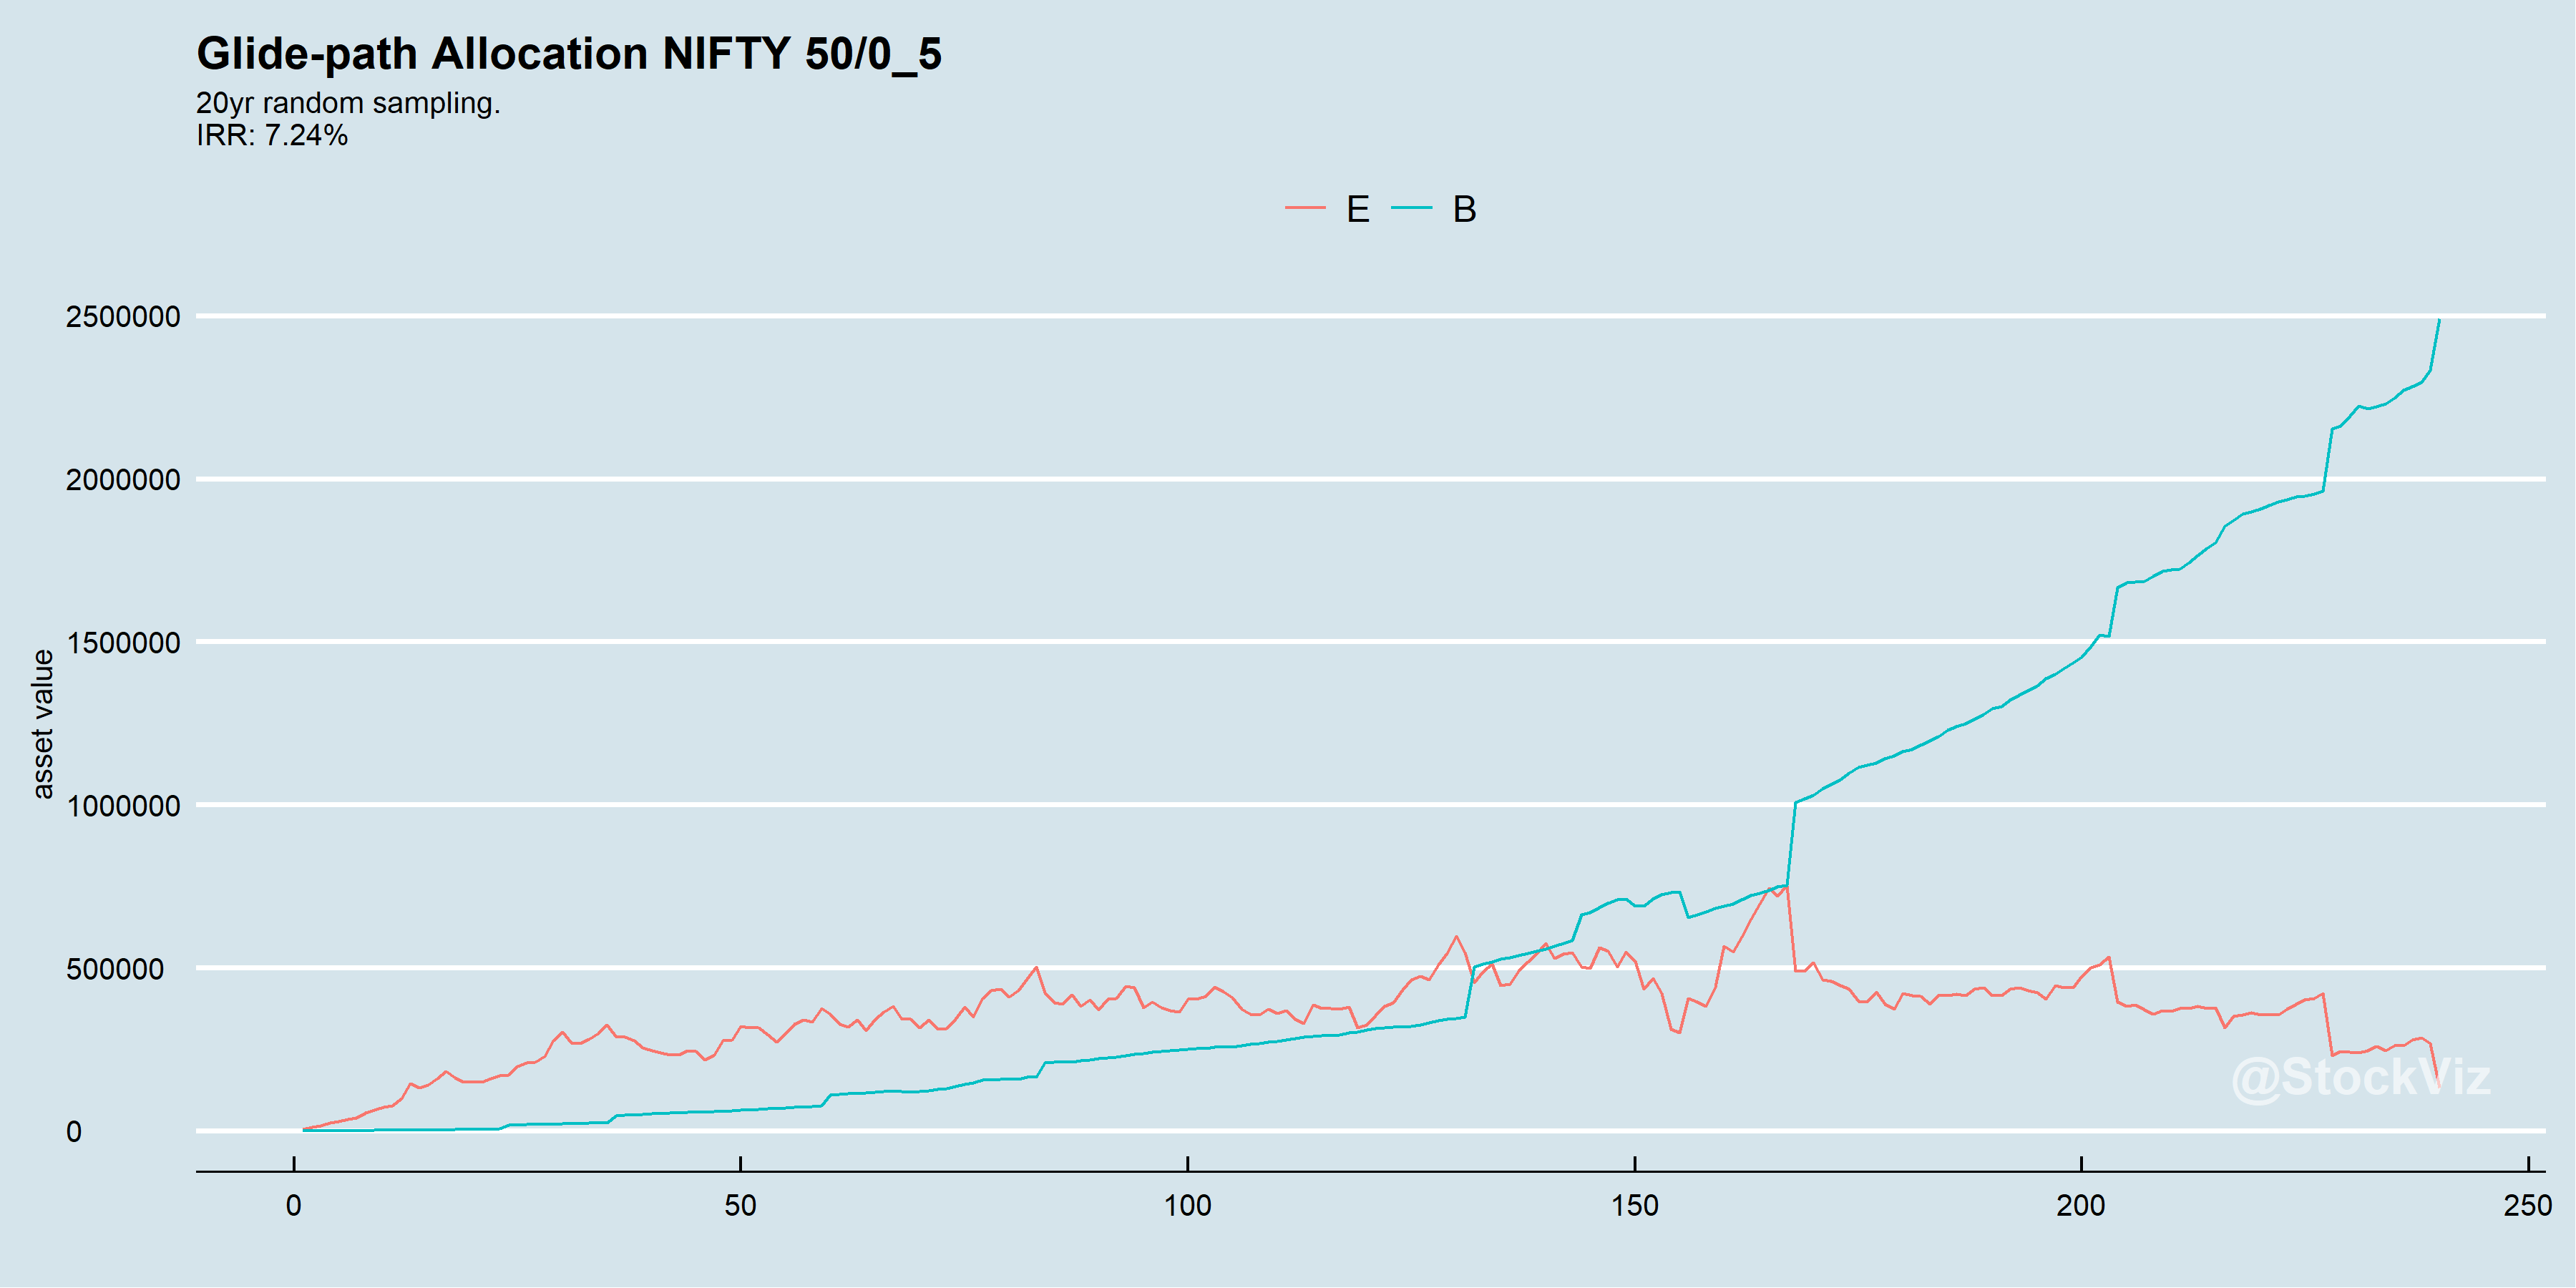 Glide-path Allocation NIFTY 50/0_5
20yr random sampling.
IRR: 7.24%
E B
2500000
2000000
1500000
1000000
500000
0
asset value
@StockViz
0 50 100 150 200 250